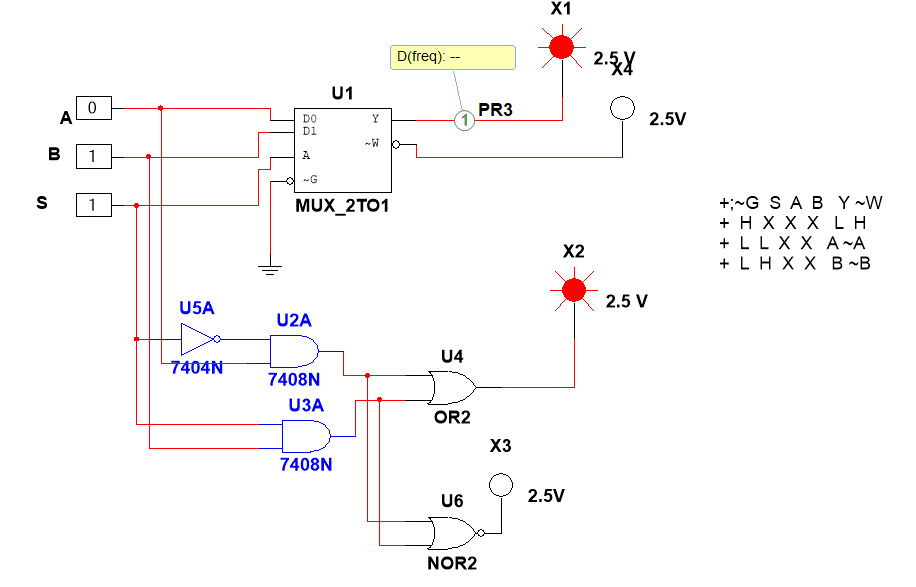 X1
D(freq): --
2.5 V
X4
U1
0
A
D0
D1
Y
1
PR3
2.5V
~W
B
1
A
S
1
~G
MUX_2TO1
+;~G S A B Y ~W
+ H X X X L H
+ L L X X A ~A
+ L H X X B ~B
X2
2.5 V
U5A
U2A
7404N
7408N
U4
U3A
OR2
7408N
X3
2.5V
U6
NOR2